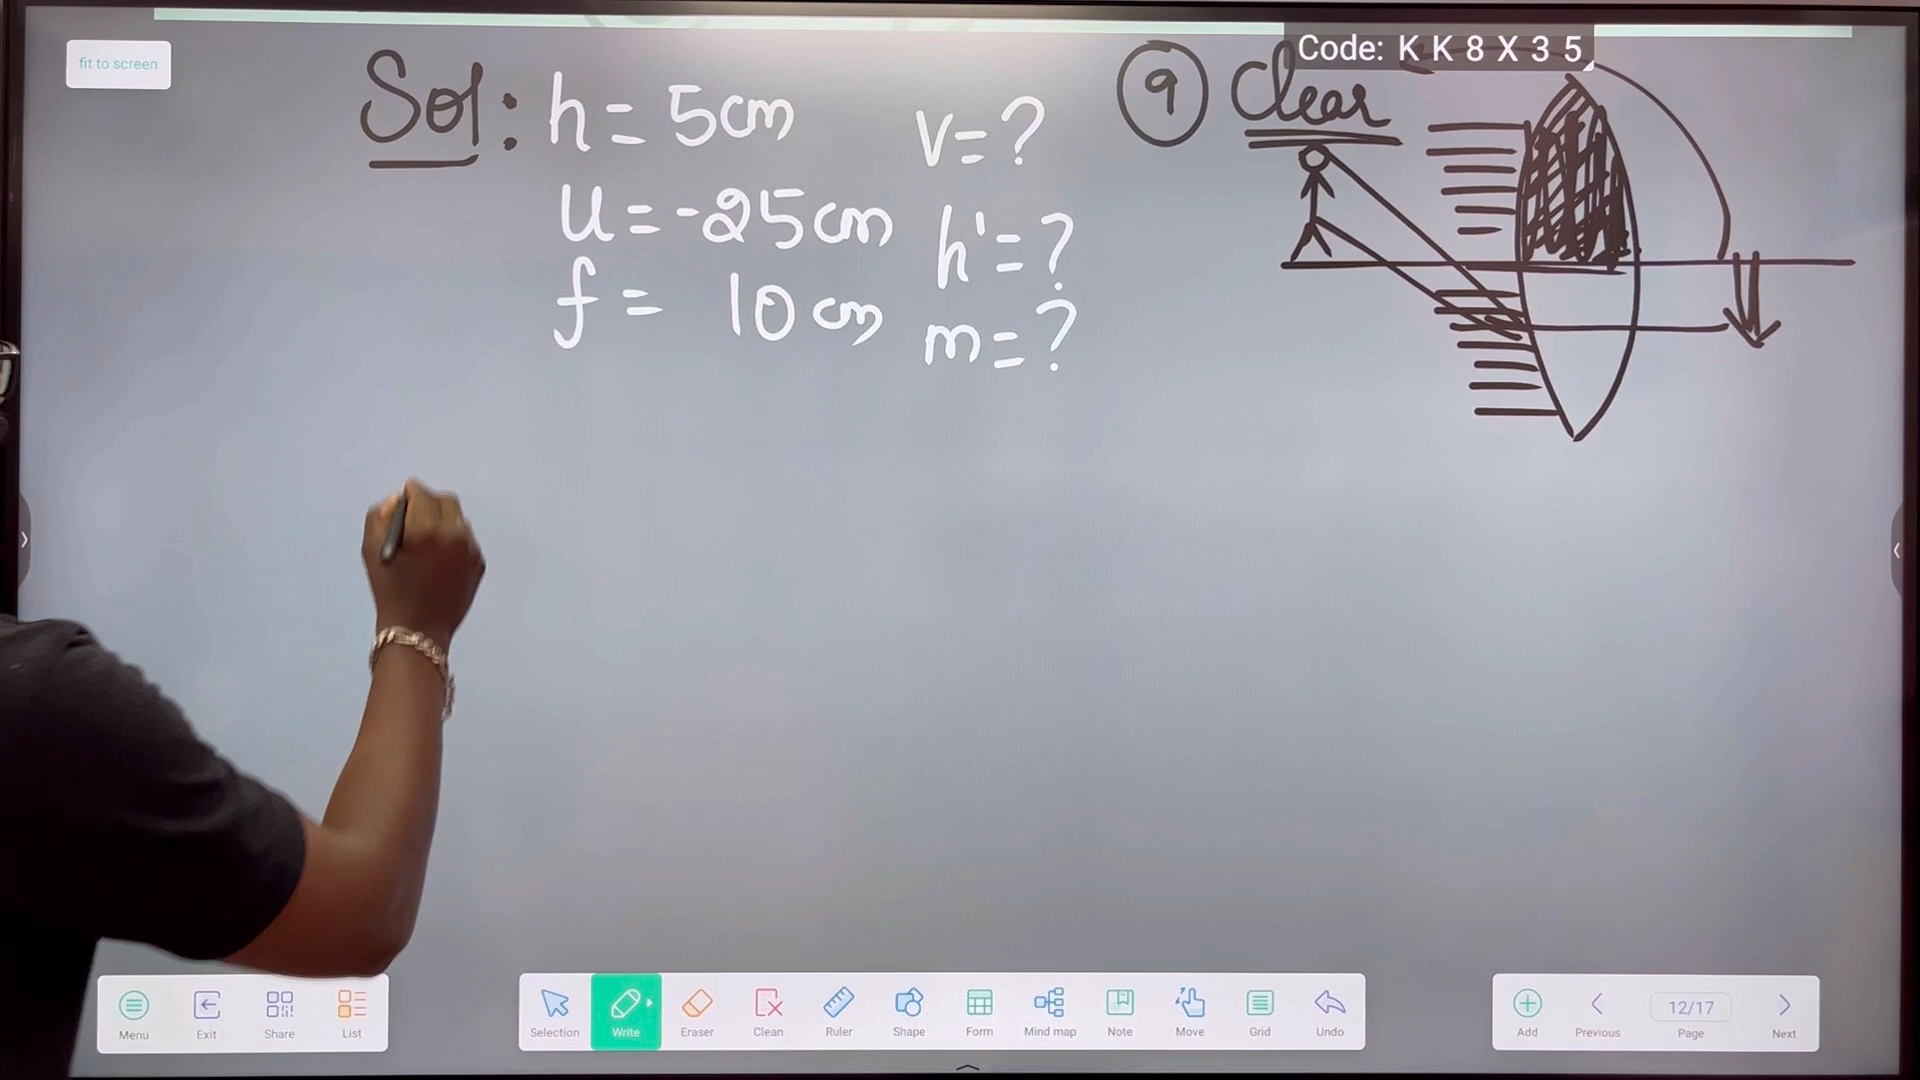 fit to screen
Code: K K 8 X 3 5
Sol: h = 5cm
u = -25cm
f = 10 cm
v = ?
h' = ?
m = ?
9 Clear
Menu
Exit
Share
List
Selection
Write
Eraser
Clean
Ruler
Shape
Form
Mind map
Note
Move
Grid
Undo
Add
Previous
12/17
Page
Next